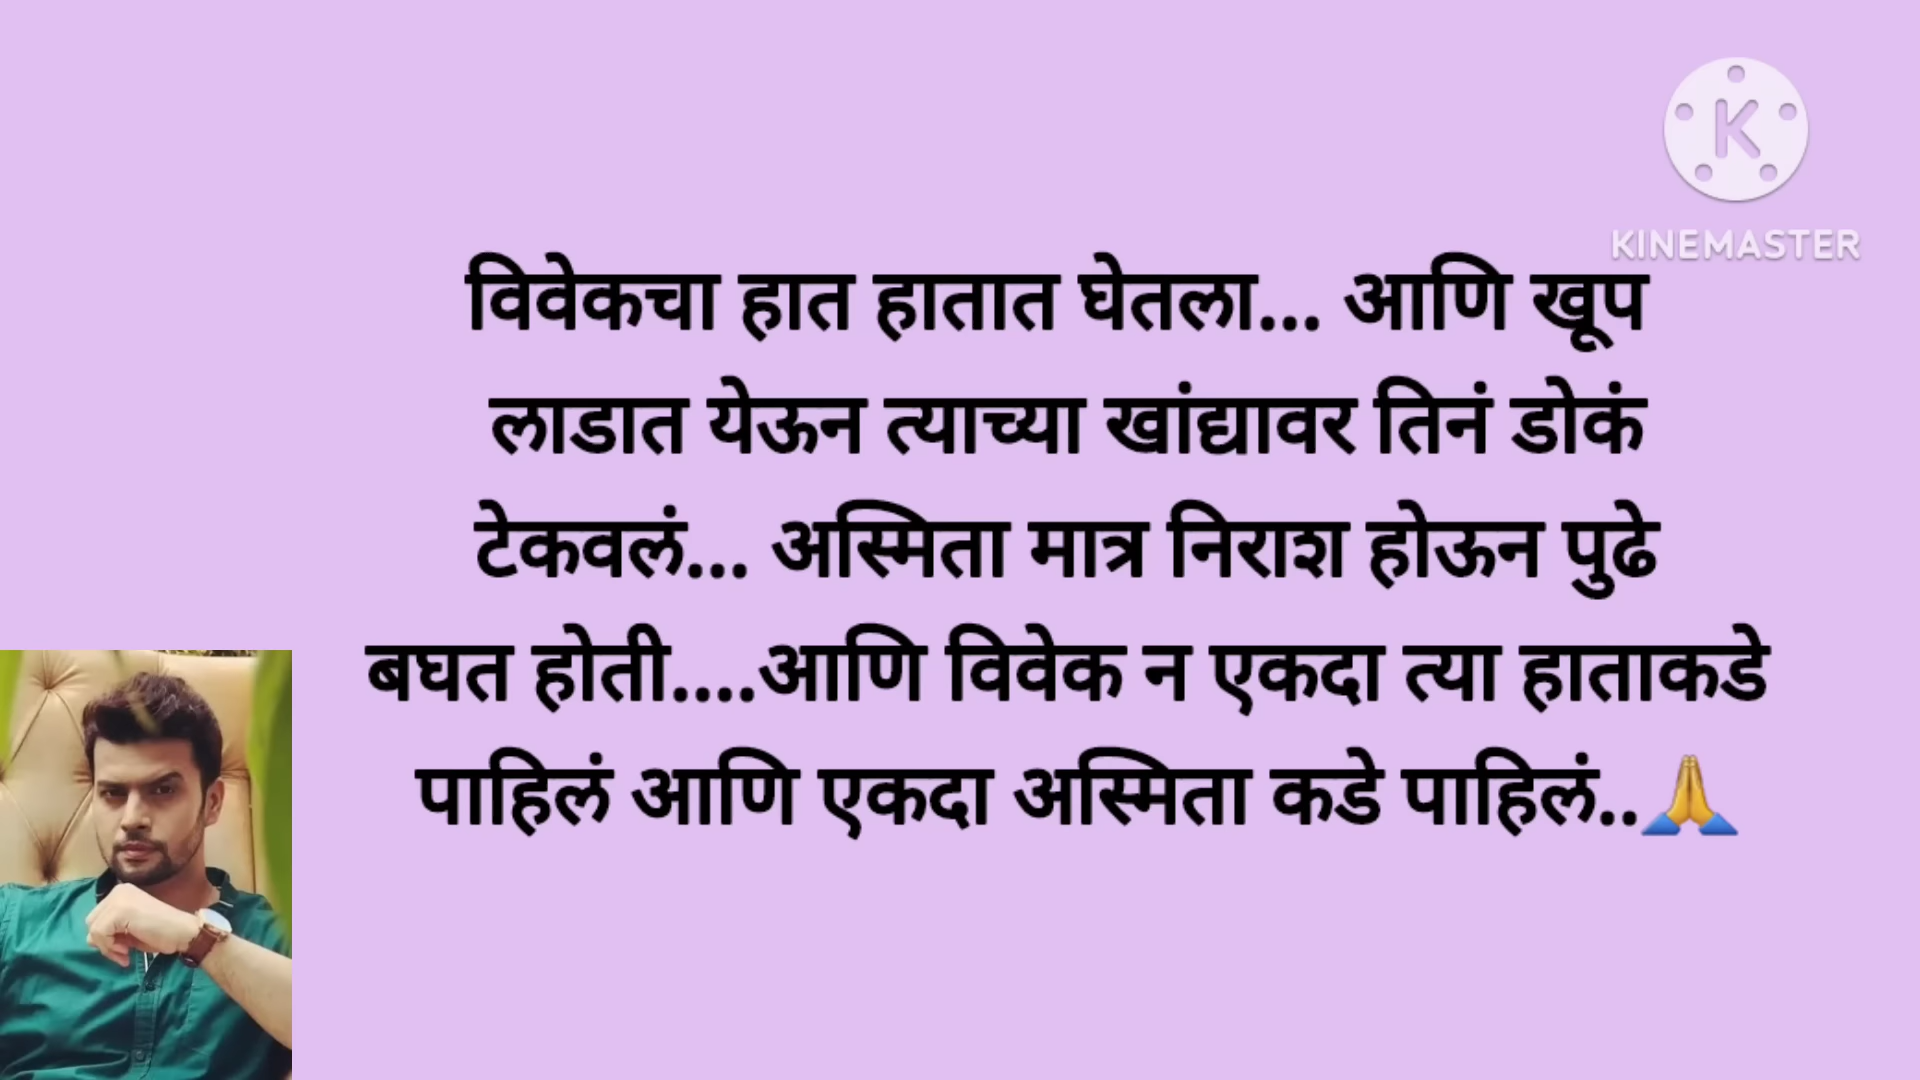 K
KINEMASTER
विवेकचा हात हातात घेतला... आणि खूप
लाडात येऊन त्याच्या खांद्यावर तिनं डोकं
टेकवलं... अस्मिता मात्र निराश होऊन पुढे
बघत होती....आणि विवेक न एकदा त्या हाताकडे
पाहिलं आणि एकदा अस्मिता कडे पाहिलं..🙏